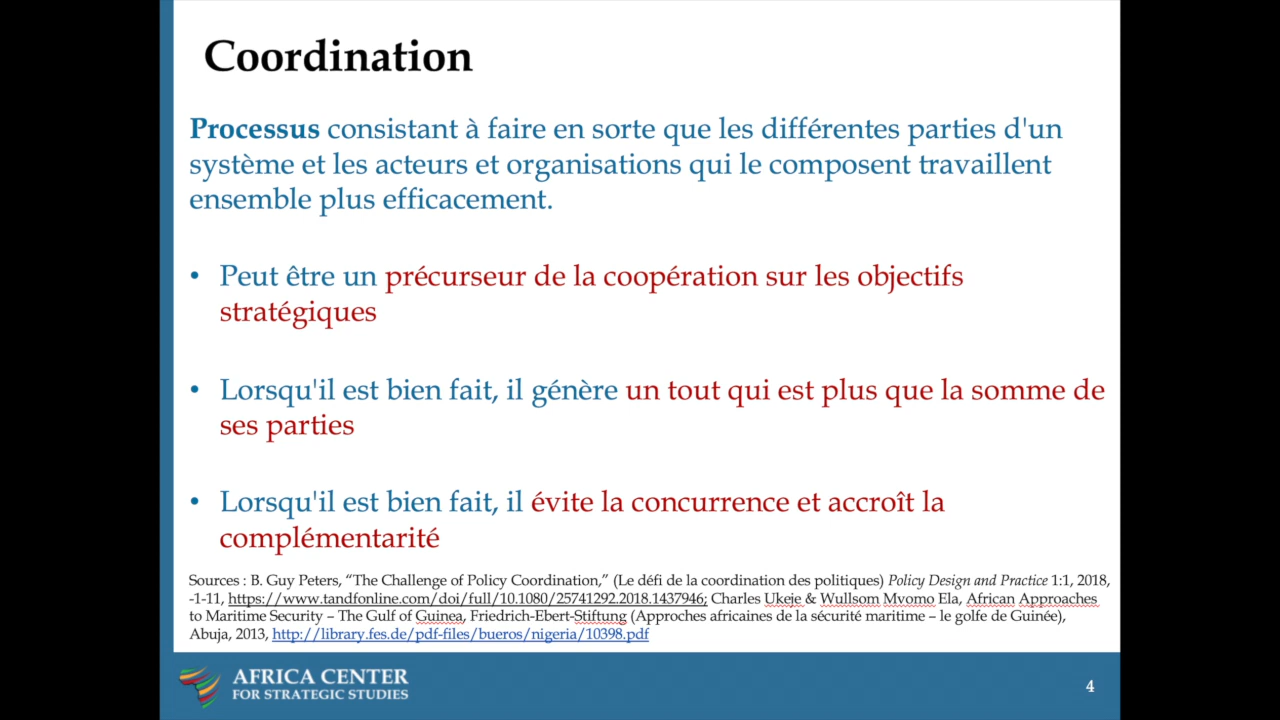 Coordination
Processus consistant à faire en sorte que les différentes parties d'un
système et les acteurs et organisations qui le composent travaillent
ensemble plus efficacement.
• Peut être un précurseur de la coopération sur les objectifs
stratégiques
• Lorsqu'il est bien fait, il génère un tout qui est plus que la somme de
ses parties
• Lorsqu'il est bien fait, il évite la concurrence et accroît la
complémentarité
Sources : B. Guy Peters, “The Challenge of Policy Coordination,” (Le défi de la coordination des politiques) Policy Design and Practice 1:1, 2018,
-1-11, https://www.tandfonline.com/doi/full/10.1080/25741292.2018.1437946; Charles Ukeje & Wullsom Mvomo Ela, African Approaches
to Maritime Security – The Gulf of Guinea, Friedrich-Ebert-Stiftung (Approches africaines de la sécurité maritime – le golfe de Guinée),
Abuja, 2013, http://library.fes.de/pdf-files/bueros/nigeria/10398.pdf
AFRICA CENTER
FOR STRATEGIC STUDIES
4